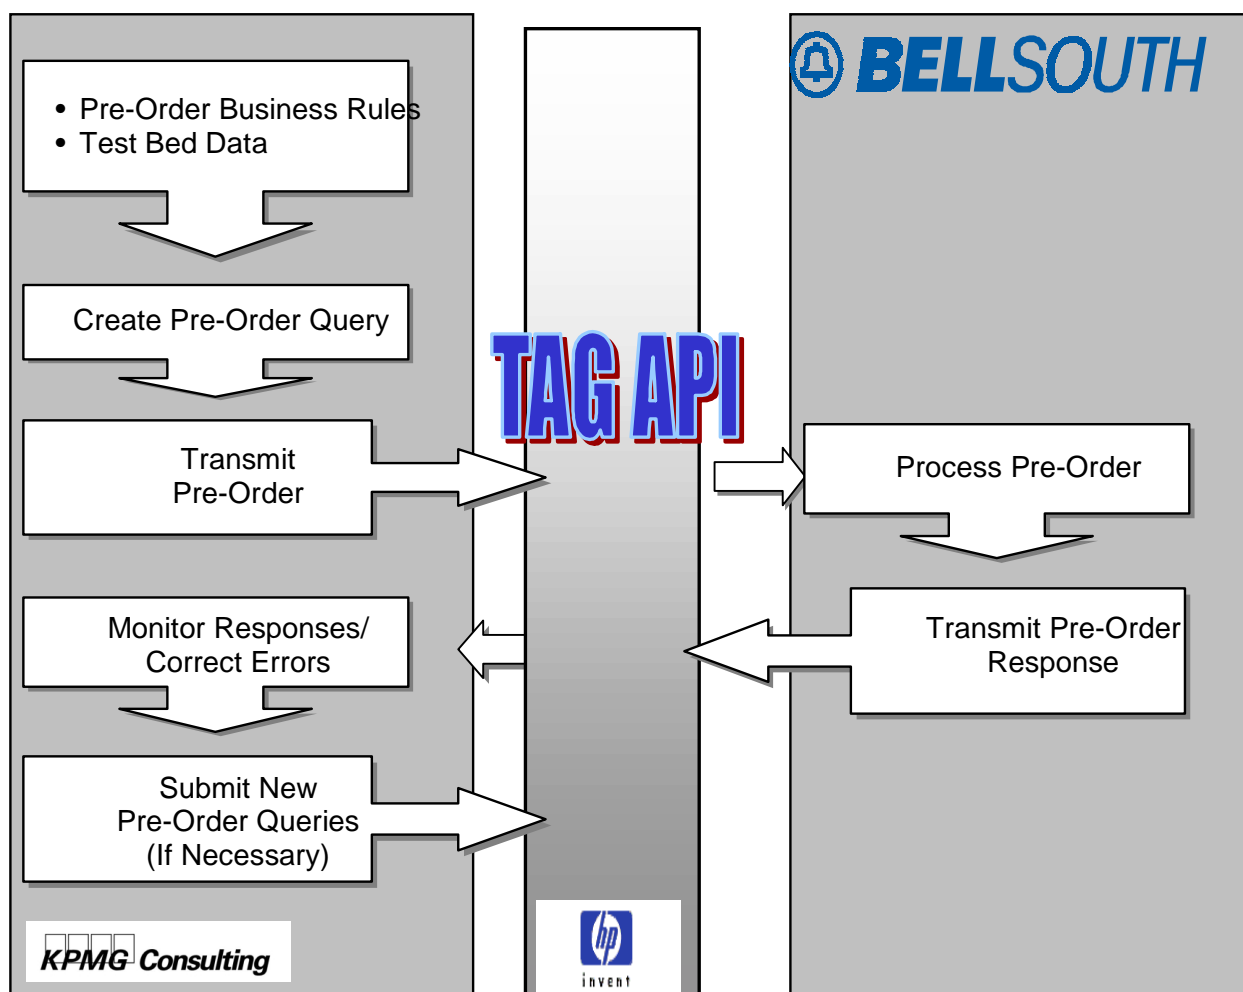 BELLSOUTH
• Pre-Order Business Rules
• Test Bed Data
Create Pre-Order Query
TAG API
Transmit
Pre-Order
Process Pre-Order
Monitor Responses/
Correct Errors
Transmit Pre-Order
Response
Submit New
Pre-Order Queries
(If Necessary)
KPMG Consulting
hp
invent